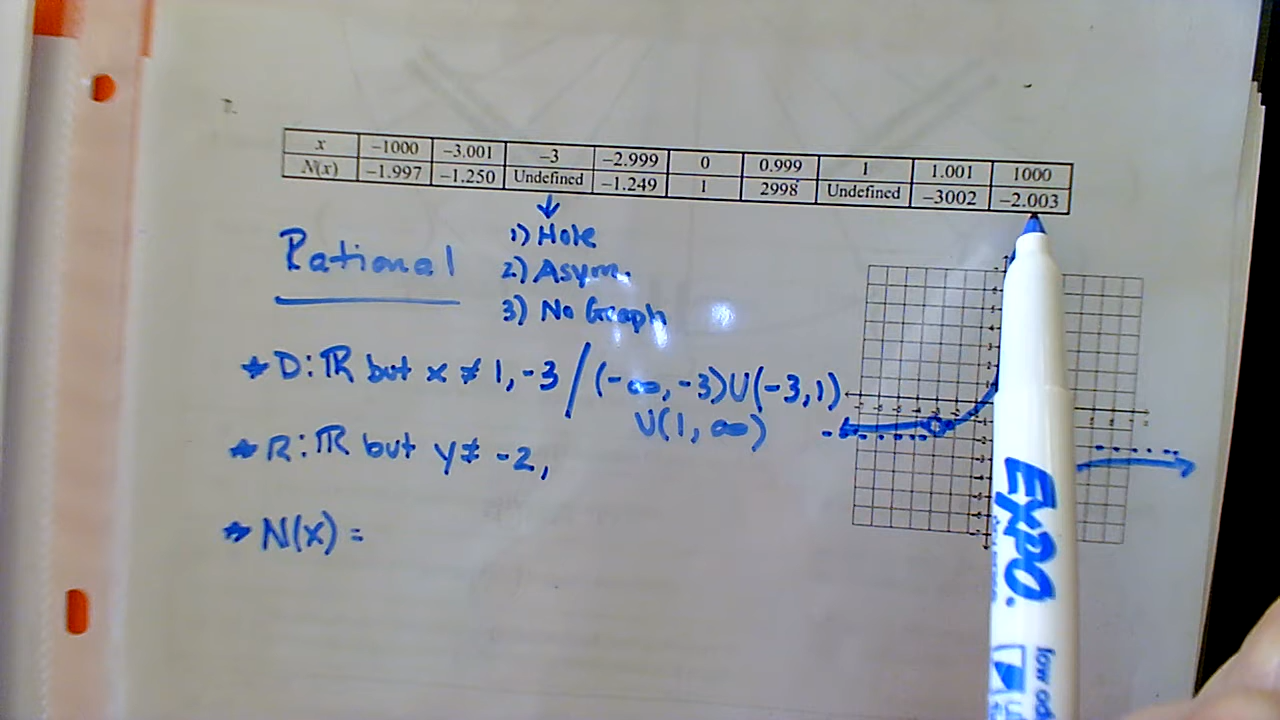 x −1000 −3.001 −3 −2.999 0 0.999 1 1.001 1000
N(x) −1.997 −1.250 Undefined −1.249 1 2998 Undefined −3002 −2.003
Rational
1) Hole
2) Asym.
3) No Graph
* D: ℝ but x ≠ 1, -3 / (-∞, -3)U(-3, 1)
U(1, ∞)
* R: ℝ but y ≠ -2,
* N(x) =
EXPO.
low od